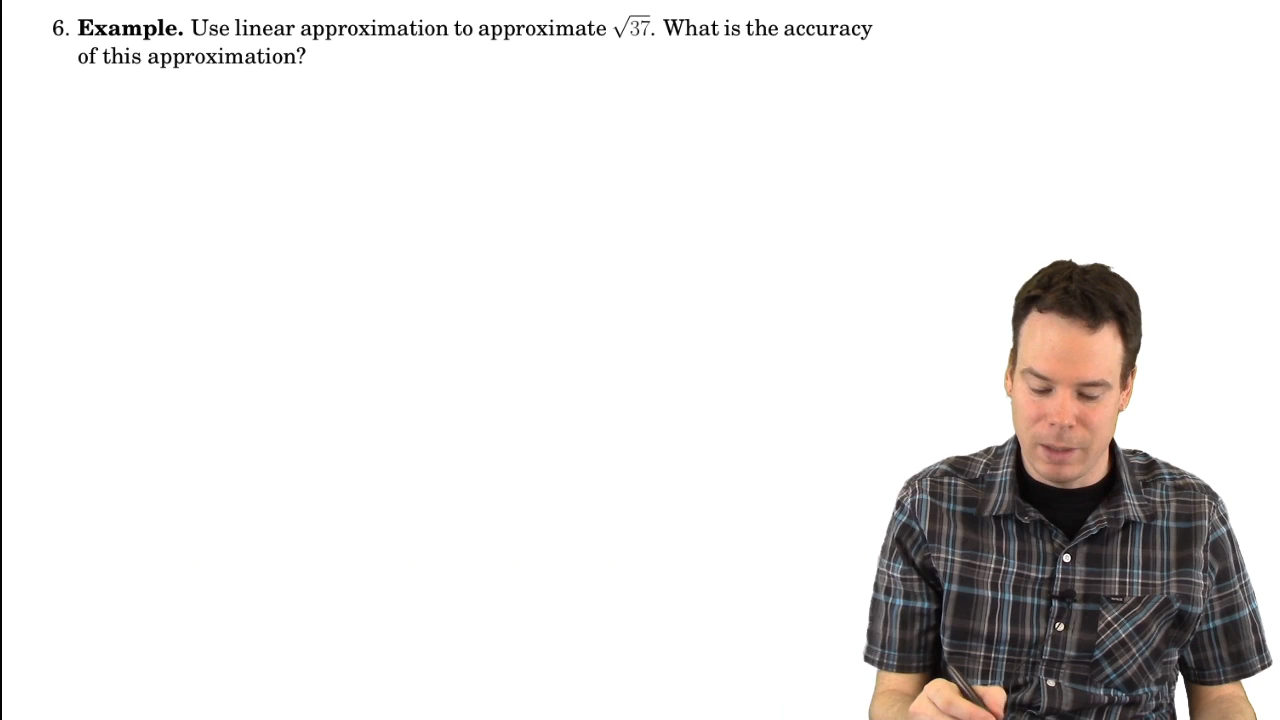 6. Example. Use linear approximation to approximate √37. What is the accuracy
of this approximation?